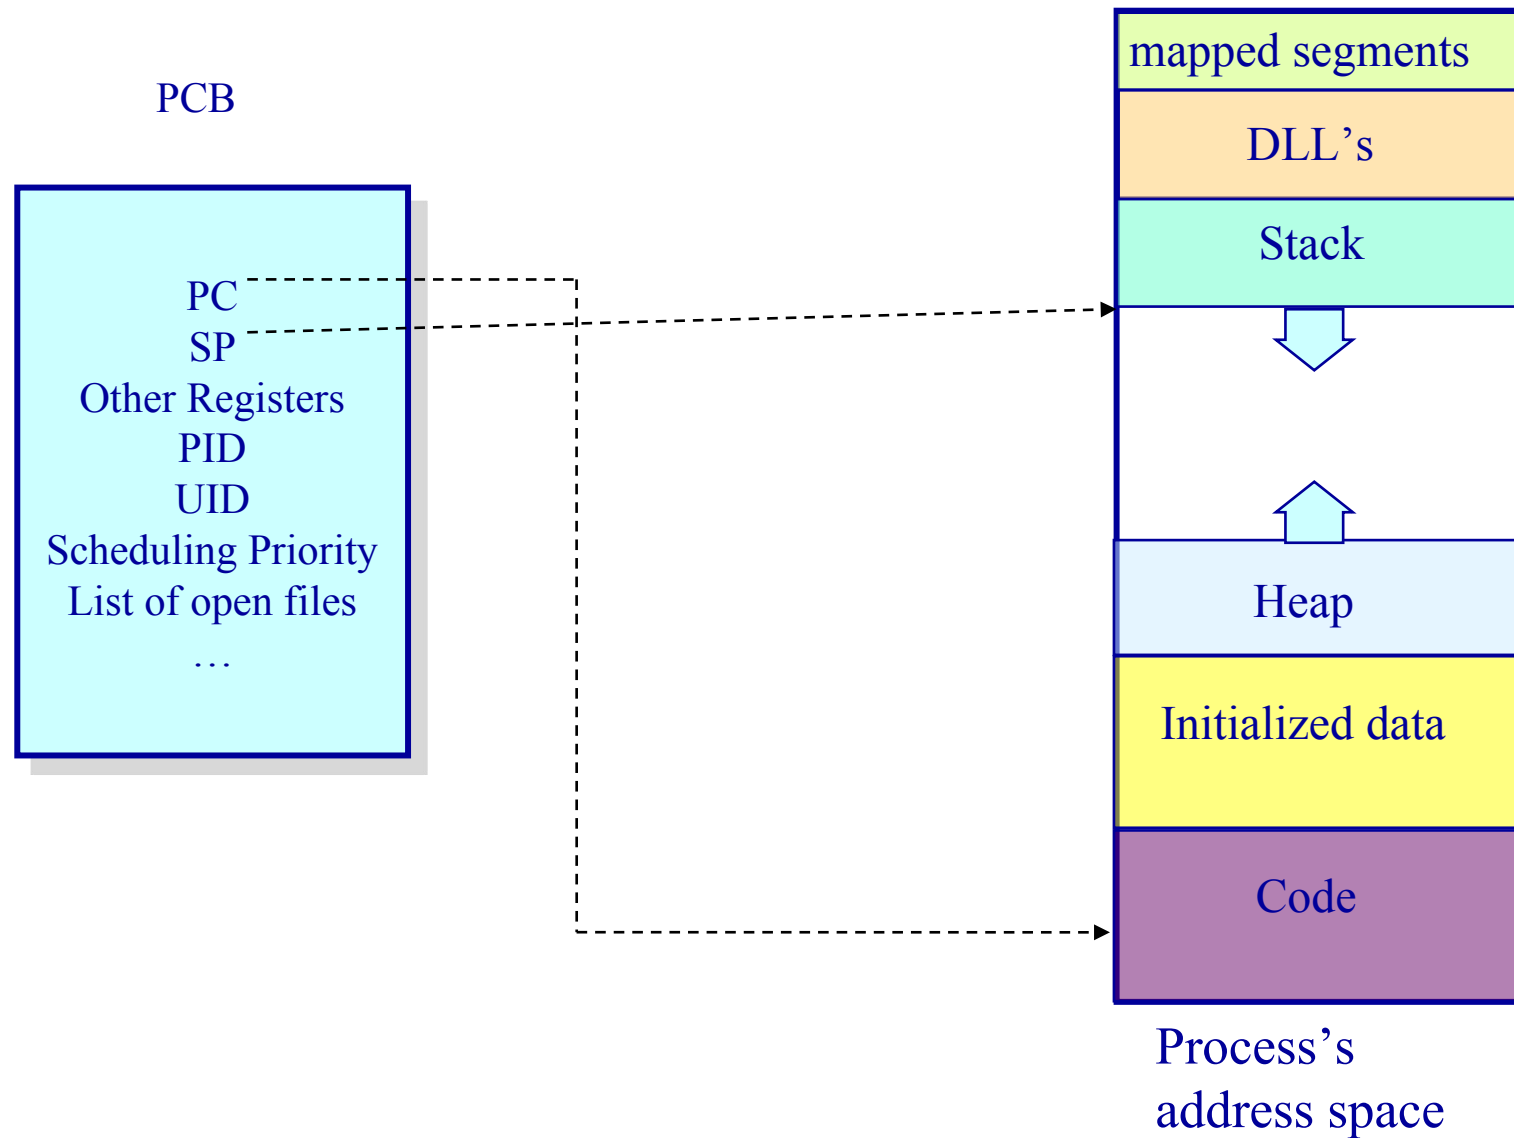 PCB
PC
SP
Other Registers
PID
UID
Scheduling Priority
List of open files
…
mapped segments
DLL’s
Stack
Heap
Initialized data
Code
Process’s
address space